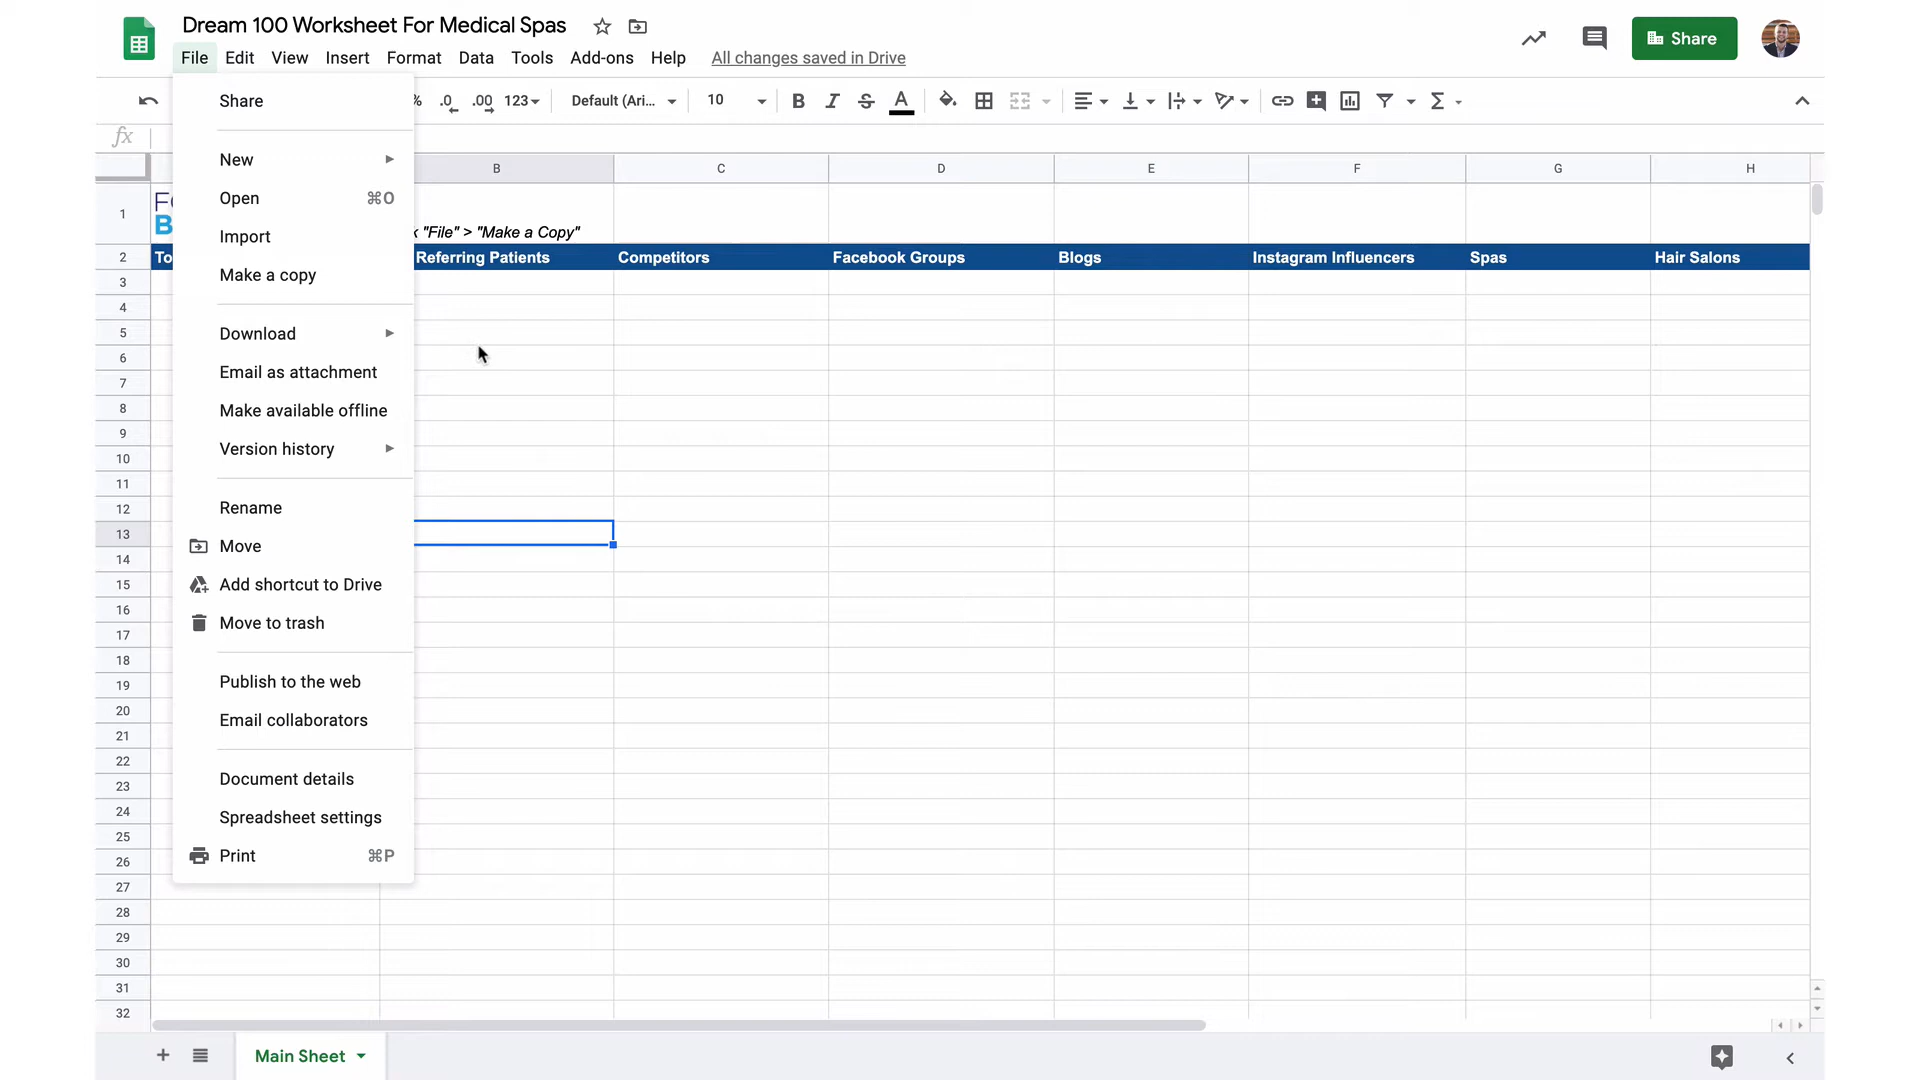 Dream 100 Worksheet For Medical Spas
File Edit View Insert Format Data Tools Add-ons Help All changes saved in Drive
Share
% .0 .00 123 Default (Ari... 10 B I S A
fx
Share
New
Open ⌘O
Import
Make a copy
Download
Email as attachment
Make available offline
Version history
Rename
Move
Add shortcut to Drive
Move to trash
Publish to the web
Email collaborators
Document details
Spreadsheet settings
Print ⌘P
B C D E F G H
1 "File" > "Make a Copy"
2 Referring Patients Competitors Facebook Groups Blogs Instagram Influencers Spas Hair Salons
3
4
5
6
7
8
9
10
11
12
13
14
15
16
17
18
19
20
21
22
23
24
25
26
27
28
29
30
31
32
Main Sheet